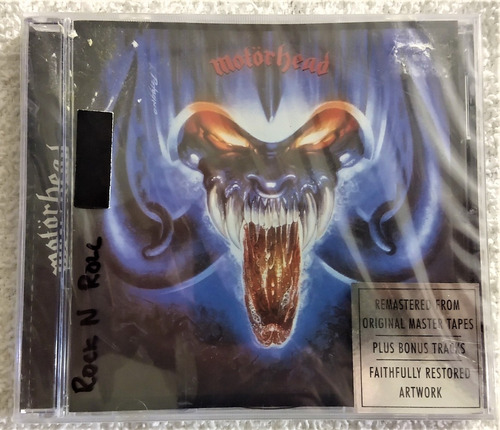 motörhead
motörhead
ROCK N ROLL
REMASTERED FROM
ORIGINAL MASTER TAPES
PLUS BONUS TRACKS
FAITHFULLY RESTORED
ARTWORK